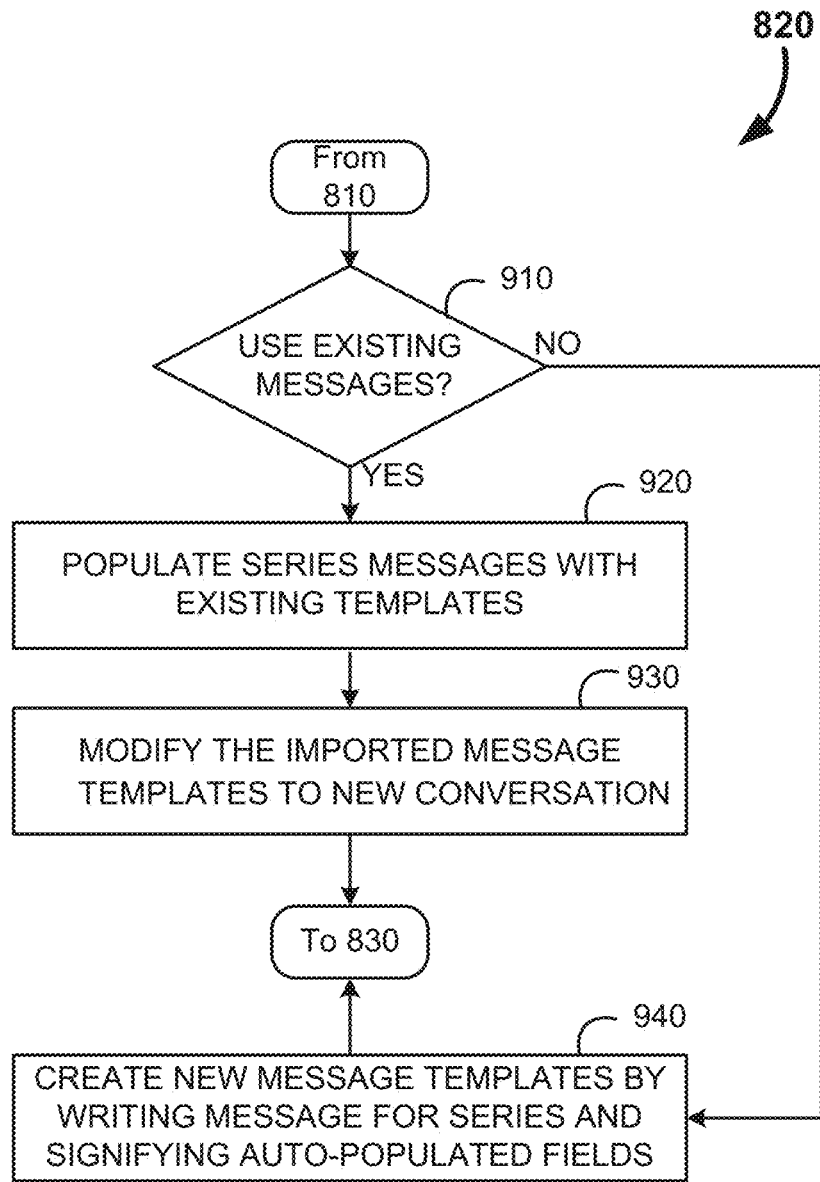 820
From
810
910
USE EXISTING
MESSAGES?
NO
YES
920
POPULATE SERIES MESSAGES WITH
EXISTING TEMPLATES
930
MODIFY THE IMPORTED MESSAGE
TEMPLATES TO NEW CONVERSATION
To 830
940
CREATE NEW MESSAGE TEMPLATES BY
WRITING MESSAGE FOR SERIES AND
SIGNIFYING AUTO-POPULATED FIELDS